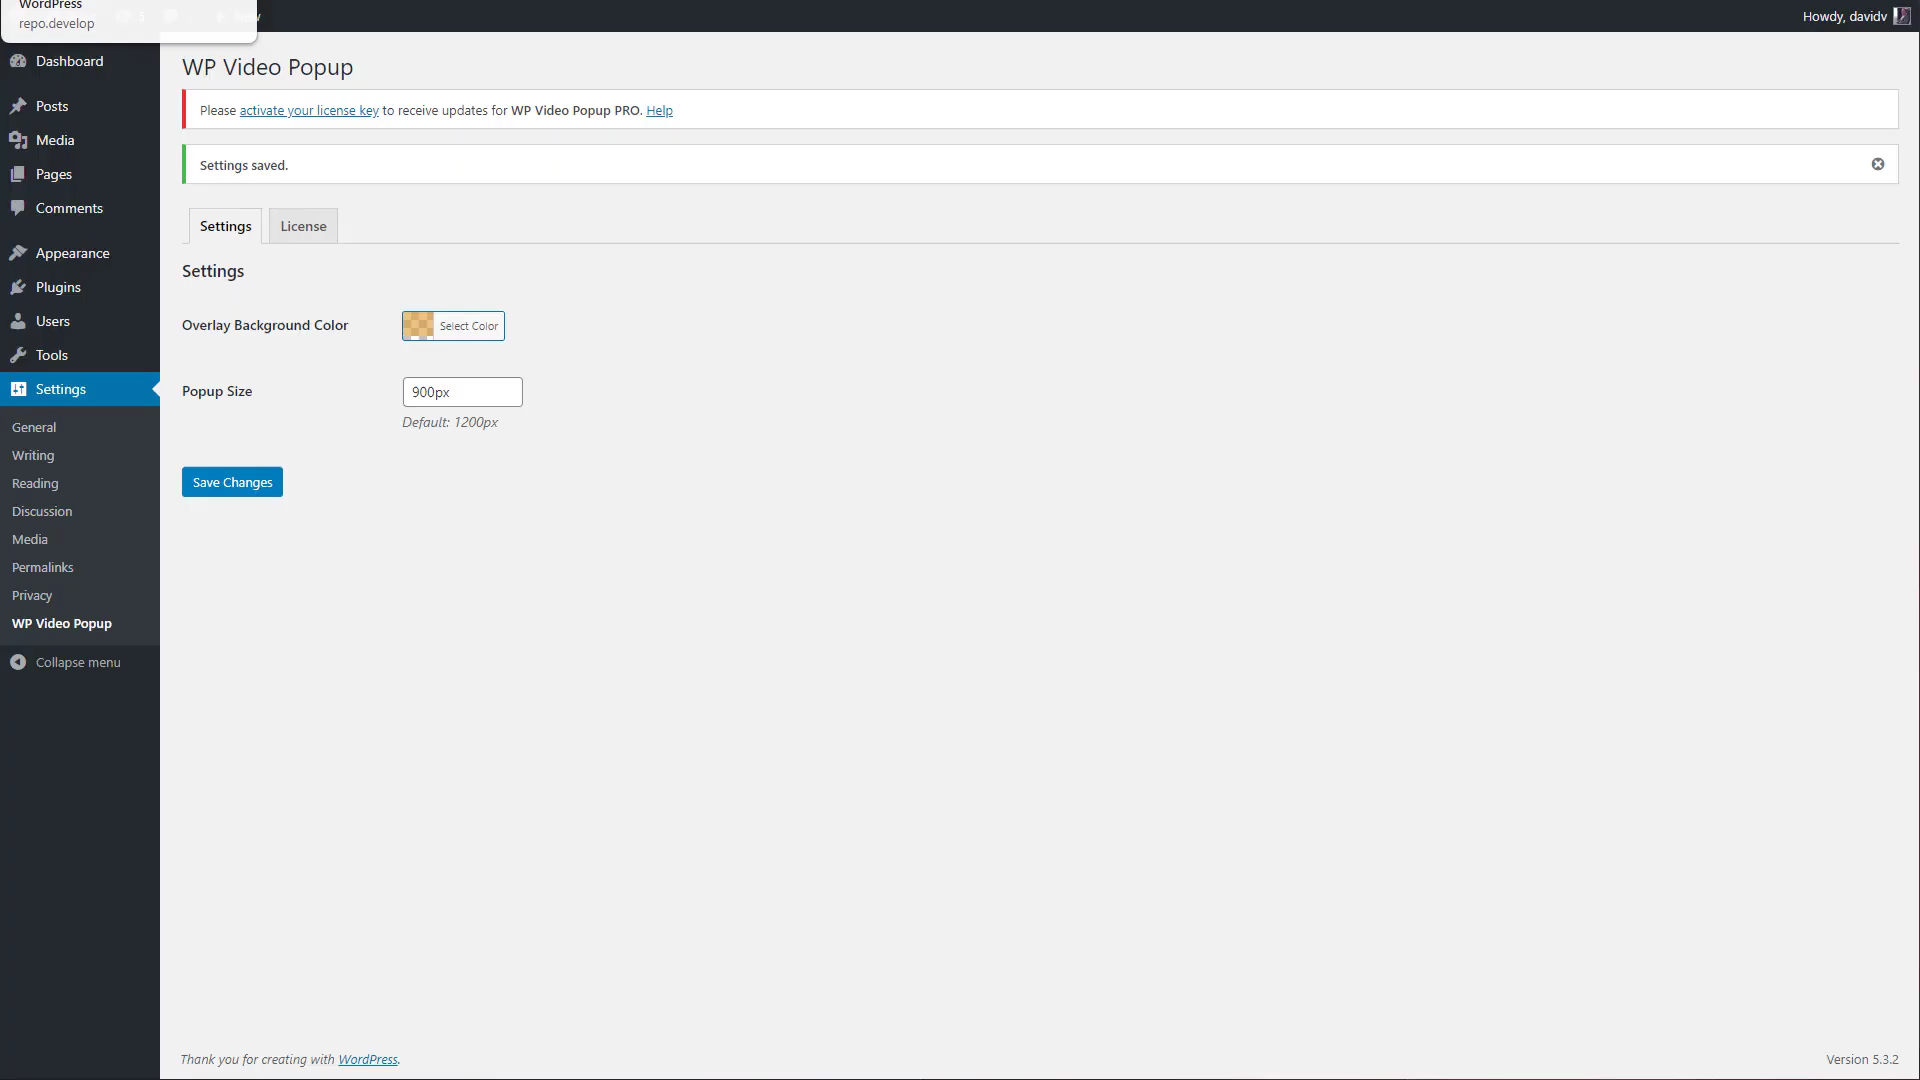 WordPress
repo.develop
Howdy, davidv
Dashboard
Posts
Media
Pages
Comments
Appearance
Plugins
Users
Tools
Settings
General
Writing
Reading
Discussion
Media
Permalinks
Privacy
WP Video Popup
Collapse menu
WP Video Popup
Please activate your license key to receive updates for WP Video Popup PRO. Help
Settings saved.
Settings License
Settings
Overlay Background Color Select Color
Popup Size 900px
Default: 1200px
Save Changes
Thank you for creating with WordPress.
Version 5.3.2